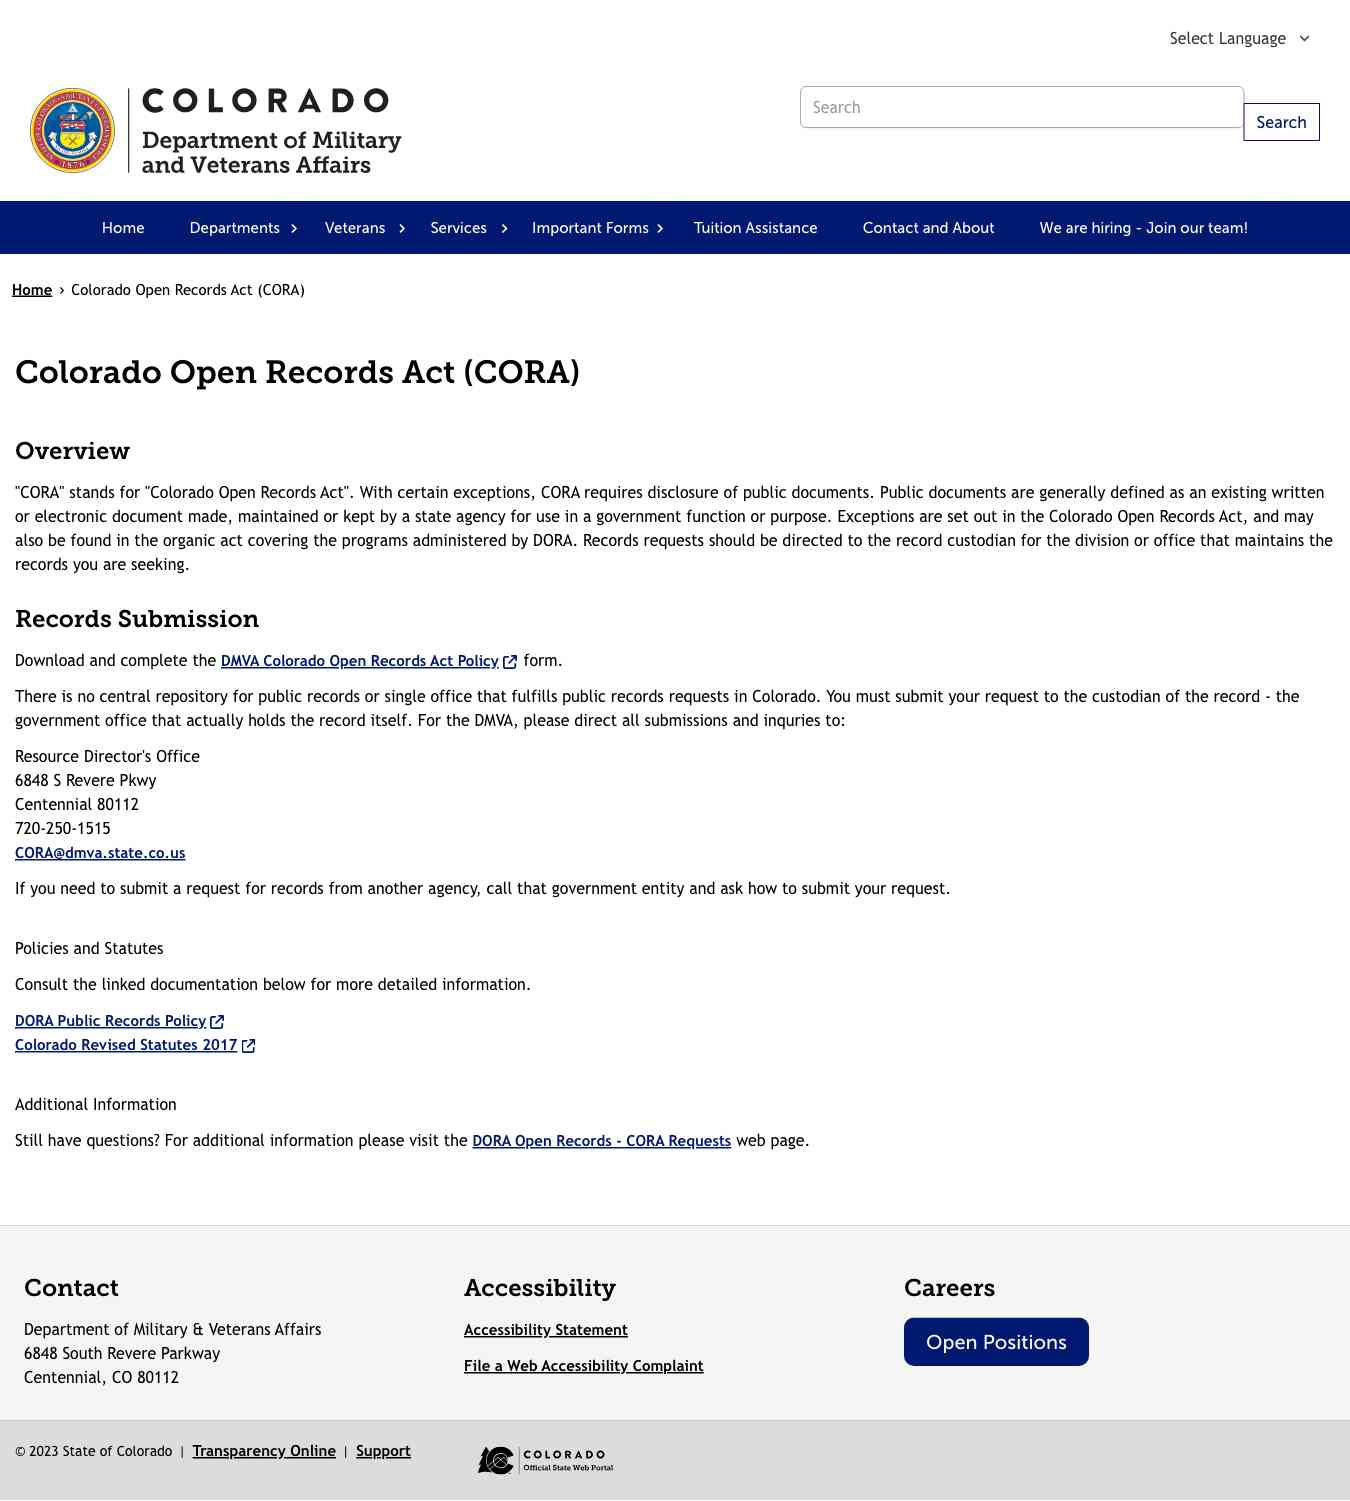 Select Language
COLORADO
Department of Military
and Veterans Affairs
Search
Search
Home
Departments
Veterans
Services
Important Forms
Tuition Assistance
Contact and About
We are hiring - Join our team!
Home › Colorado Open Records Act (CORA)
Colorado Open Records Act (CORA)
Overview
"CORA" stands for "Colorado Open Records Act". With certain exceptions, CORA requires disclosure of public documents. Public documents are generally defined as an existing written
or electronic document made, maintained or kept by a state agency for use in a government function or purpose. Exceptions are set out in the Colorado Open Records Act, and may
also be found in the organic act covering the programs administered by DORA. Records requests should be directed to the record custodian for the division or office that maintains the
records you are seeking.
Records Submission
Download and complete the DMVA Colorado Open Records Act Policy form.
There is no central repository for public records or single office that fulfills public records requests in Colorado. You must submit your request to the custodian of the record - the
government office that actually holds the record itself. For the DMVA, please direct all submissions and inquries to:
Resource Director's Office
6848 S Revere Pkwy
Centennial 80112
720-250-1515
CORA@dmva.state.co.us
If you need to submit a request for records from another agency, call that government entity and ask how to submit your request.
Policies and Statutes
Consult the linked documentation below for more detailed information.
DORA Public Records Policy
Colorado Revised Statutes 2017
Additional Information
Still have questions? For additional information please visit the DORA Open Records - CORA Requests web page.
Contact
Department of Military & Veterans Affairs
6848 South Revere Parkway
Centennial, CO 80112
Accessibility
Accessibility Statement
File a Web Accessibility Complaint
Careers
Open Positions
© 2023 State of Colorado | Transparency Online | Support
COLORADO
Official State Web Portal